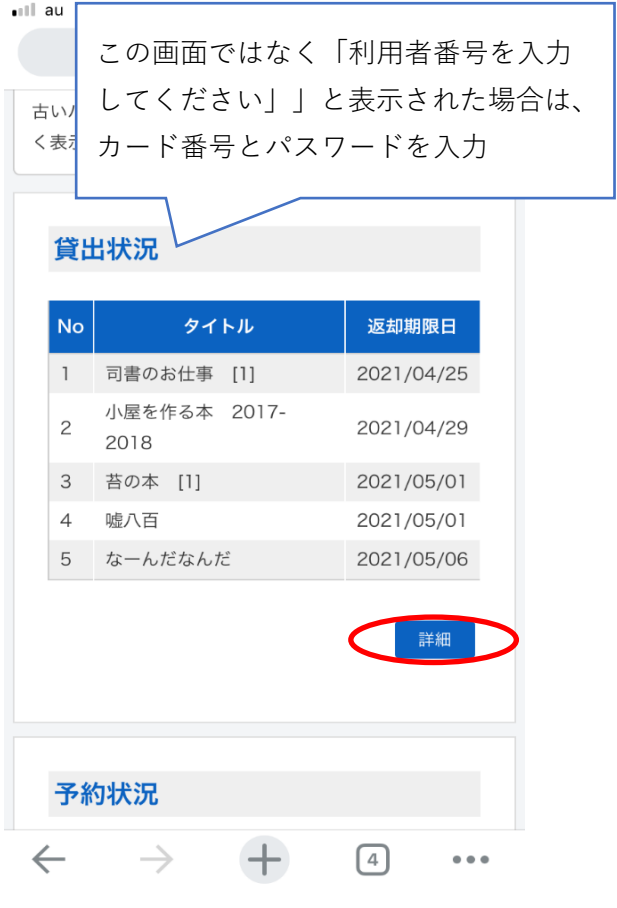 au
この画面ではなく「利用者番号を入力
してください」」と表示された場合は、
カード番号とパスワードを入力
古い
く表
貸出状況
No タイトル 返却期限日
1 司書のお仕事 [1] 2021/04/25
2 小屋を作る本 2017-
2018 2021/04/29
3 苔の本 [1] 2021/05/01
4 嘘八百 2021/05/01
5 なーんだなんだ 2021/05/06
詳細
予約状況
4